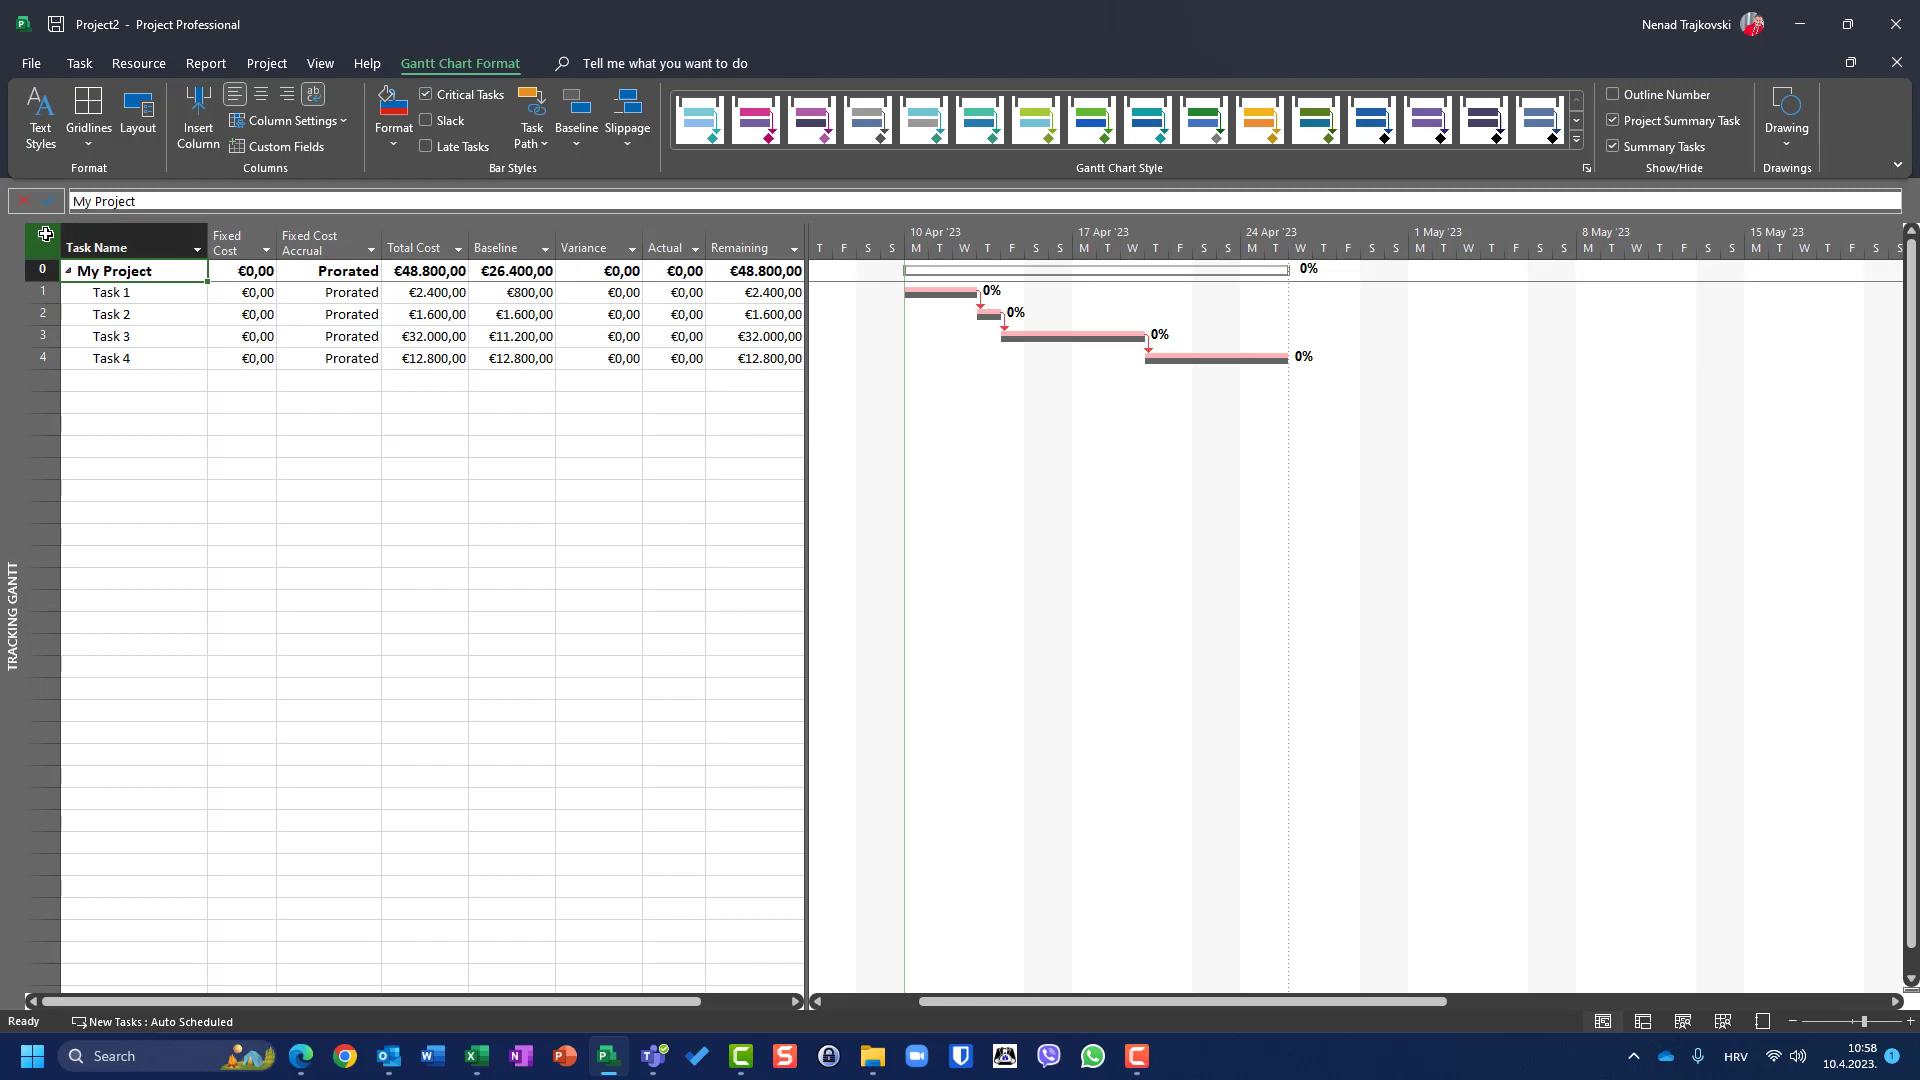 Project2 - Project Professional
Nenad Trajkovski
File Task Resource Report Project View Help Gantt Chart Format Tell me what you want to do
Text Styles
Gridlines
Layout
Format
Insert Column
Column Settings
Custom Fields
Columns
Format
Critical Tasks
Slack
Late Tasks
Task Path
Baseline
Slippage
Bar Styles
Gantt Chart Style
Outline Number
Project Summary Task
Summary Tasks
Show/Hide
Drawing
Drawings
My Project
Task Name Fixed Cost Fixed Cost Accrual Total Cost Baseline Variance Actual Remaining
0 My Project €0,00 Prorated €48.800,00 €26.400,00 €0,00 €0,00 €48.800,00
1 Task 1 €0,00 Prorated €2.400,00 €800,00 €0,00 €0,00 €2.400,00
2 Task 2 €0,00 Prorated €1.600,00 €1.600,00 €0,00 €0,00 €1.600,00
3 Task 3 €0,00 Prorated €32.000,00 €11.200,00 €0,00 €0,00 €32.000,00
4 Task 4 €0,00 Prorated €12.800,00 €12.800,00 €0,00 €0,00 €12.800,00
10 Apr '23 17 Apr '23 24 Apr '23 1 May '23 8 May '23 15 May '23
T F S S M T W T F S S M T W T F S S M T W T F S S M T W T F S S M T W T F S S M T W T F S
0%
0%
0%
0%
0%
TRACKING GANTT
Ready New Tasks : Auto Scheduled
Search
HRV
10:58
10.4.2023.
1